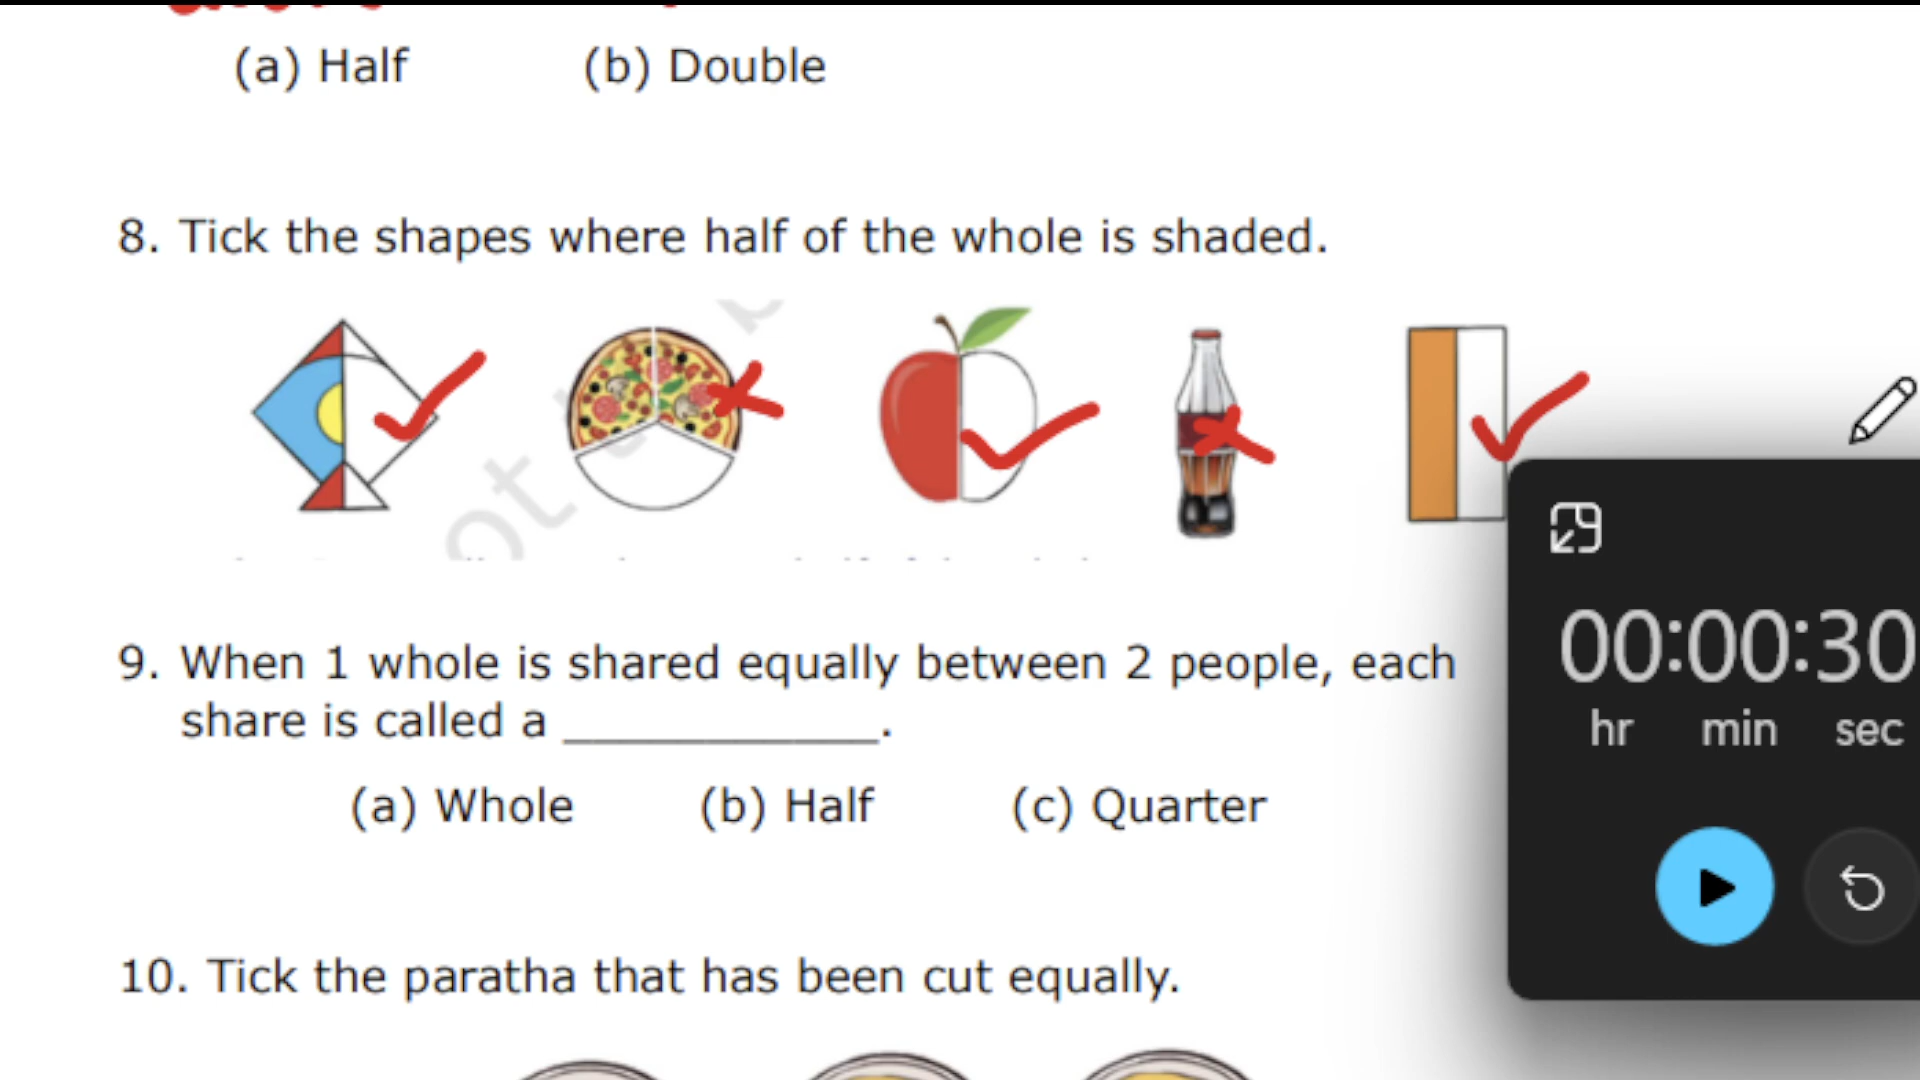 (a) Half (b) Double
8. Tick the shapes where half of the whole is shaded.
ot
9. When 1 whole is shared equally between 2 people, each
share is called a ____________.
(a) Whole (b) Half (c) Quarter
10. Tick the paratha that has been cut equally.
00:00:30
hr min sec